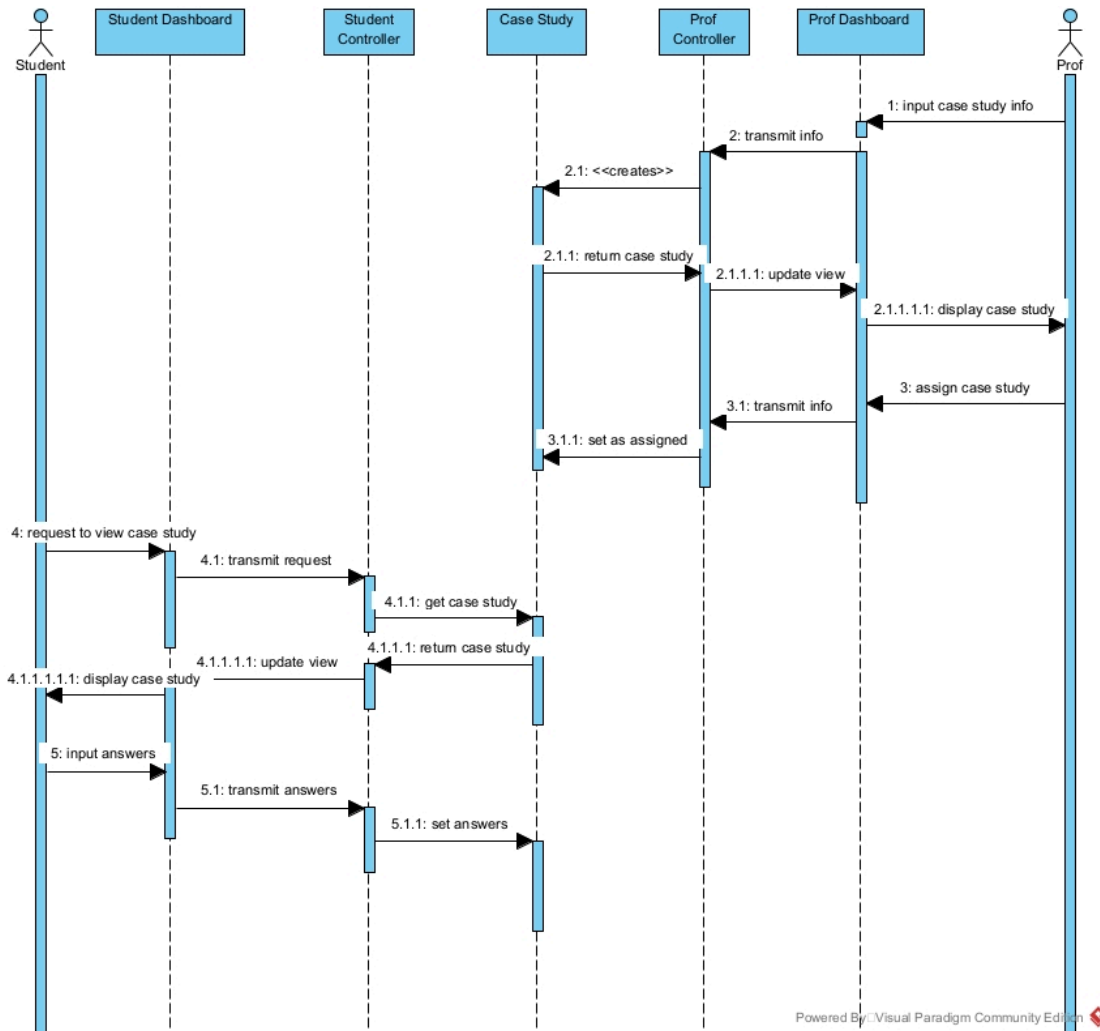 Student Dashboard
Student
Controller
Case Study
Prof
Controller
Prof Dashboard
Student
Prof
1: input case study info
2: transmit info
2.1: <<creates>>
2.1.1: return case study
2.1.1.1: update view
2.1.1.1.1: display case study
3: assign case study
3.1: transmit info
3.1.1: set as assigned
4: request to view case study
4.1: transmit request
4.1.1: get case study
4.1.1.1: return case study
4.1.1.1.1: update view
4.1.1.1.1.1: display case study
5: input answers
5.1: transmit answers
5.1.1: set answers
Powered By Visual Paradigm Community Edition